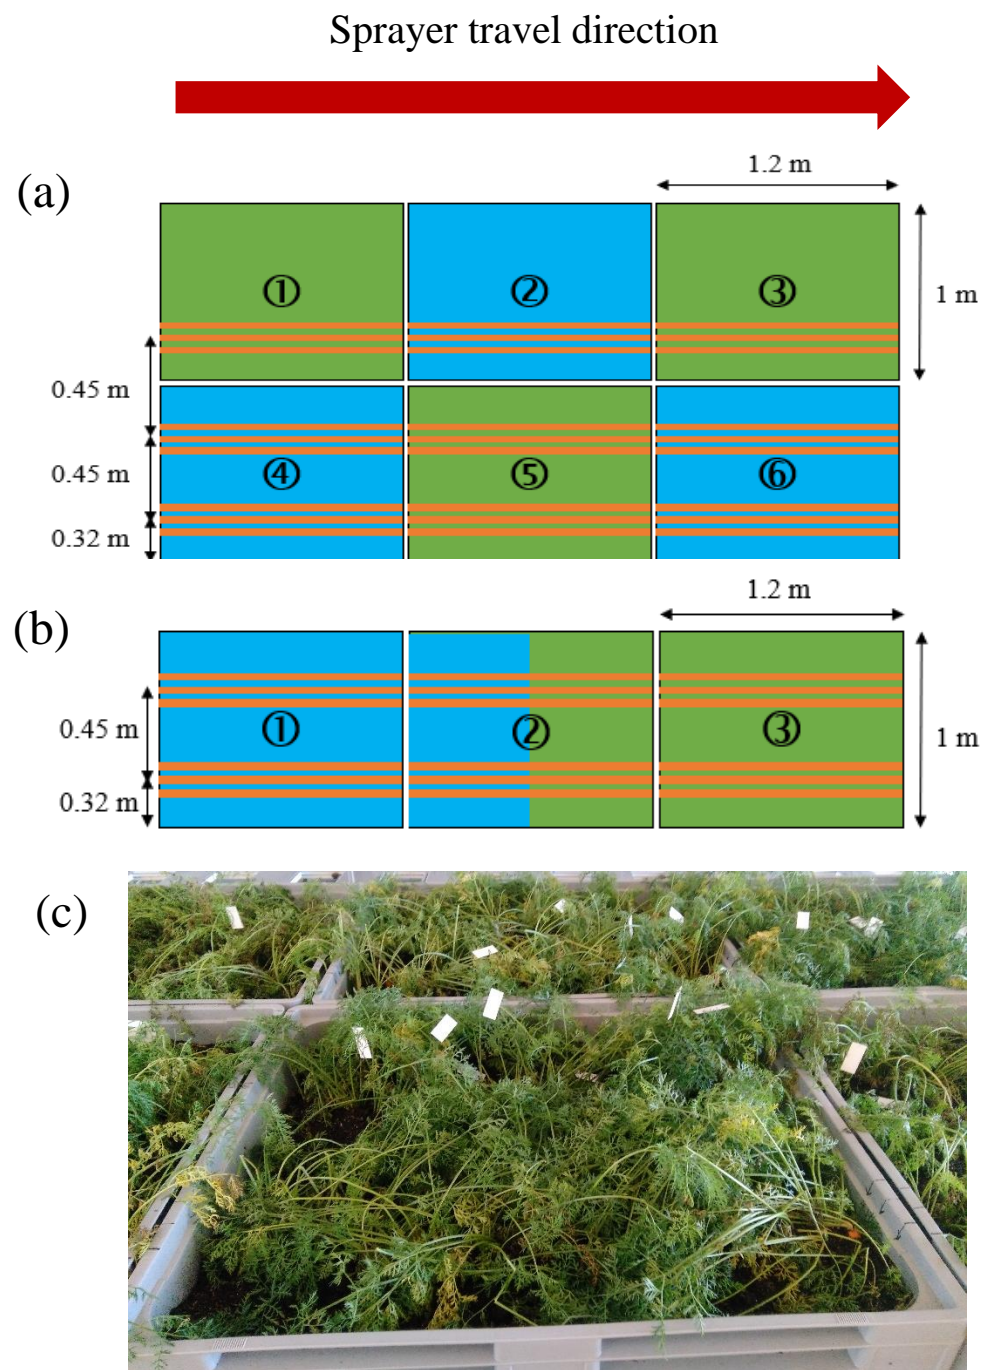 Sprayer travel direction
(a)
1.2 m
① ② ③
1 m
0.45 m
0.45 m
④ ⑤ ⑥
0.32 m
(b)
1.2 m
0.45 m
① ② ③
1 m
0.32 m
(c)